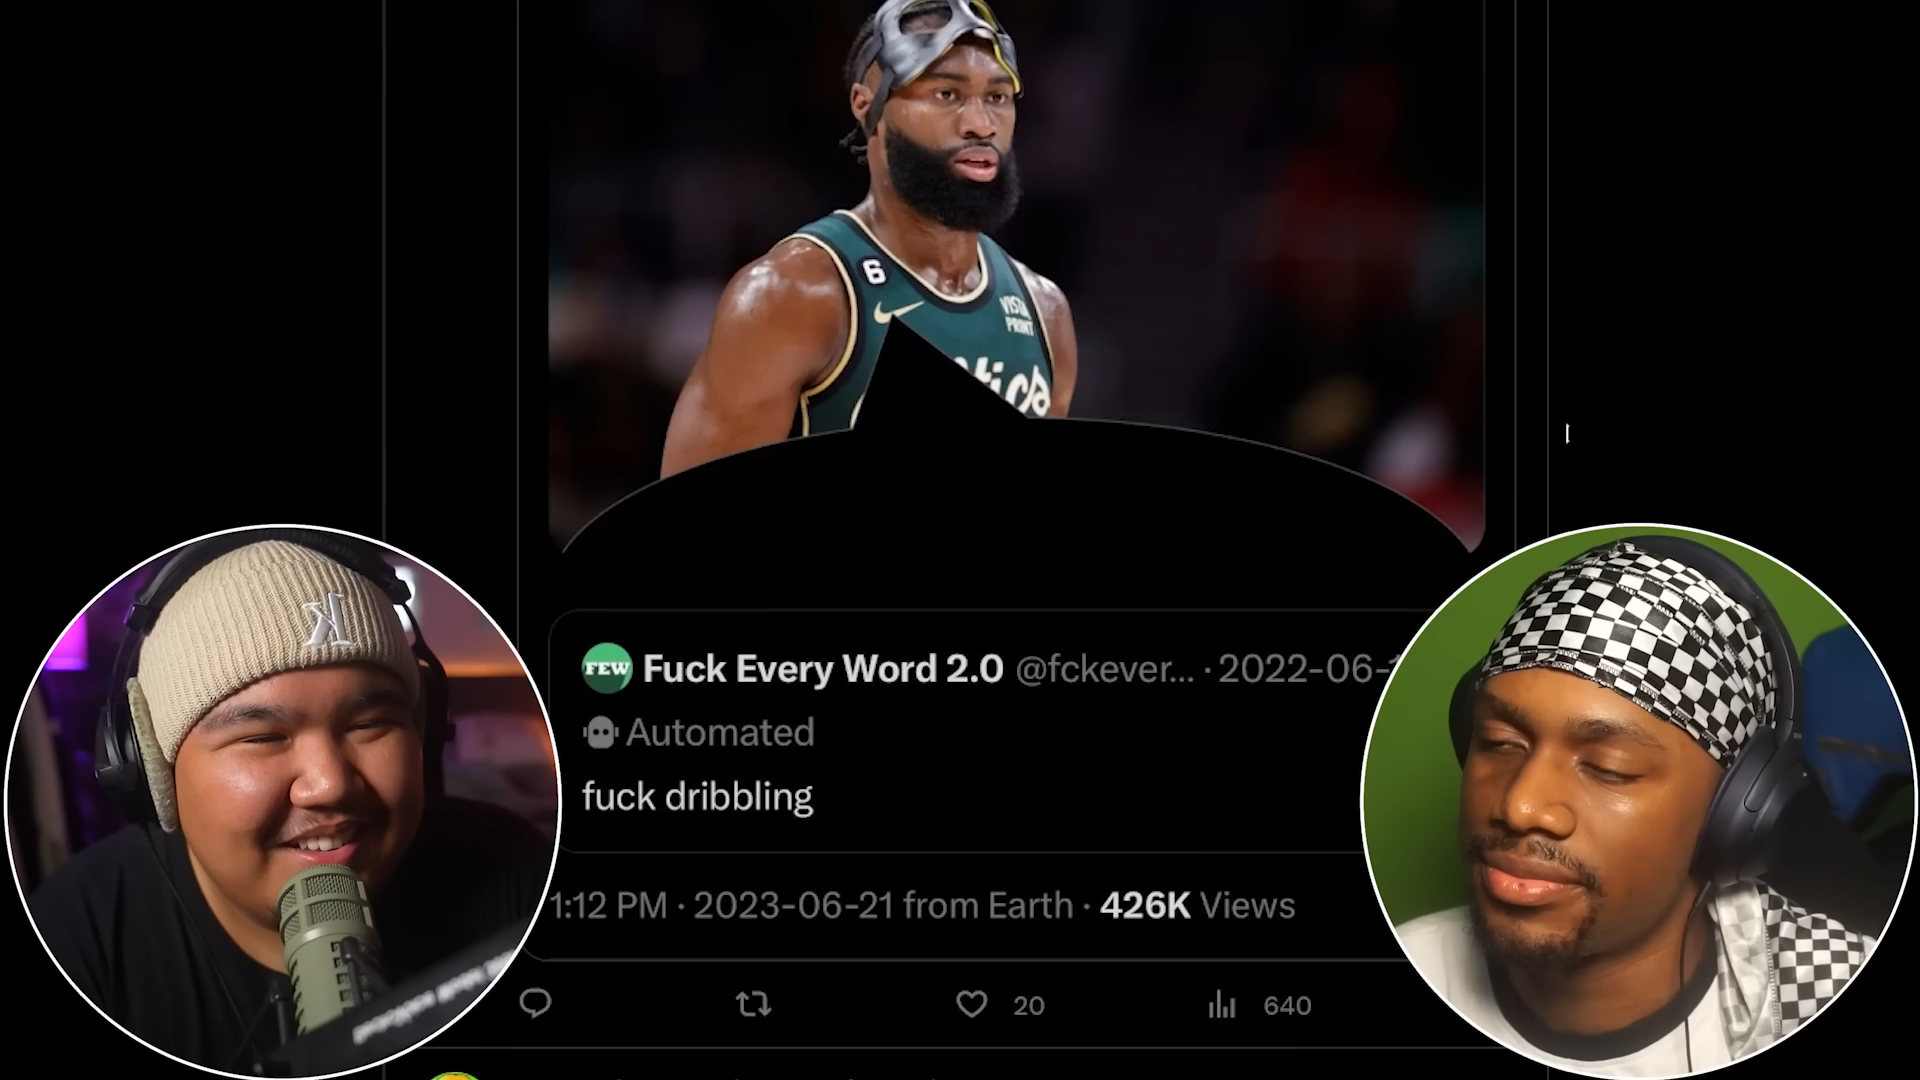 6
VISTA
PRINT
tics
FEW Fuck Every Word 2.0 @fckever... · 2022-06-
Automated
fuck dribbling
1:12 PM · 2023-06-21 from Earth · 426K Views
20 640